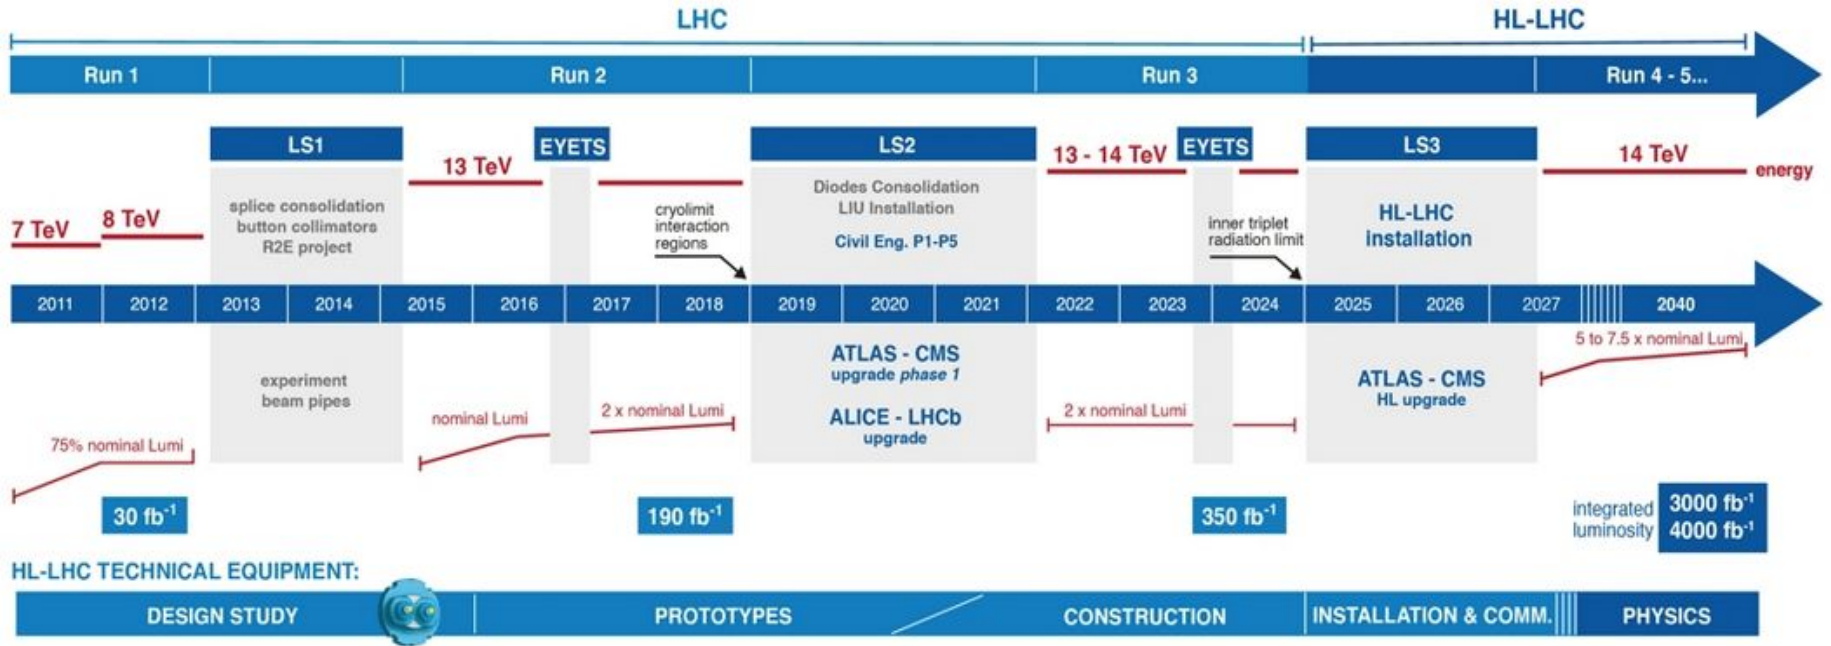 LHC
HL-LHC
Run 1
Run 2
Run 3
Run 4 - 5...
LS1
EYETS
LS2
EYETS
LS3
7 TeV
8 TeV
13 TeV
13 - 14 TeV
14 TeV
energy
splice consolidation
button collimators
R2E project
cryolimit
interaction
regions
Diodes Consolidation
LIU Installation
Civil Eng. P1-P5
inner triplet
radiation limit
HL-LHC
installation
2011 2012 2013 2014 2015 2016 2017 2018 2019 2020 2021 2022 2023 2024 2025 2026 2027 2040
75% nominal Lumi
experiment
beam pipes
nominal Lumi
2 x nominal Lumi
ATLAS - CMS
upgrade phase 1
ALICE - LHCb
upgrade
2 x nominal Lumi
ATLAS - CMS
HL upgrade
5 to 7.5 x nominal Lumi
30 fb⁻¹
190 fb⁻¹
350 fb⁻¹
integrated
luminosity
3000 fb⁻¹
4000 fb⁻¹
HL-LHC TECHNICAL EQUIPMENT:
DESIGN STUDY
PROTOTYPES
CONSTRUCTION
INSTALLATION & COMM.
PHYSICS